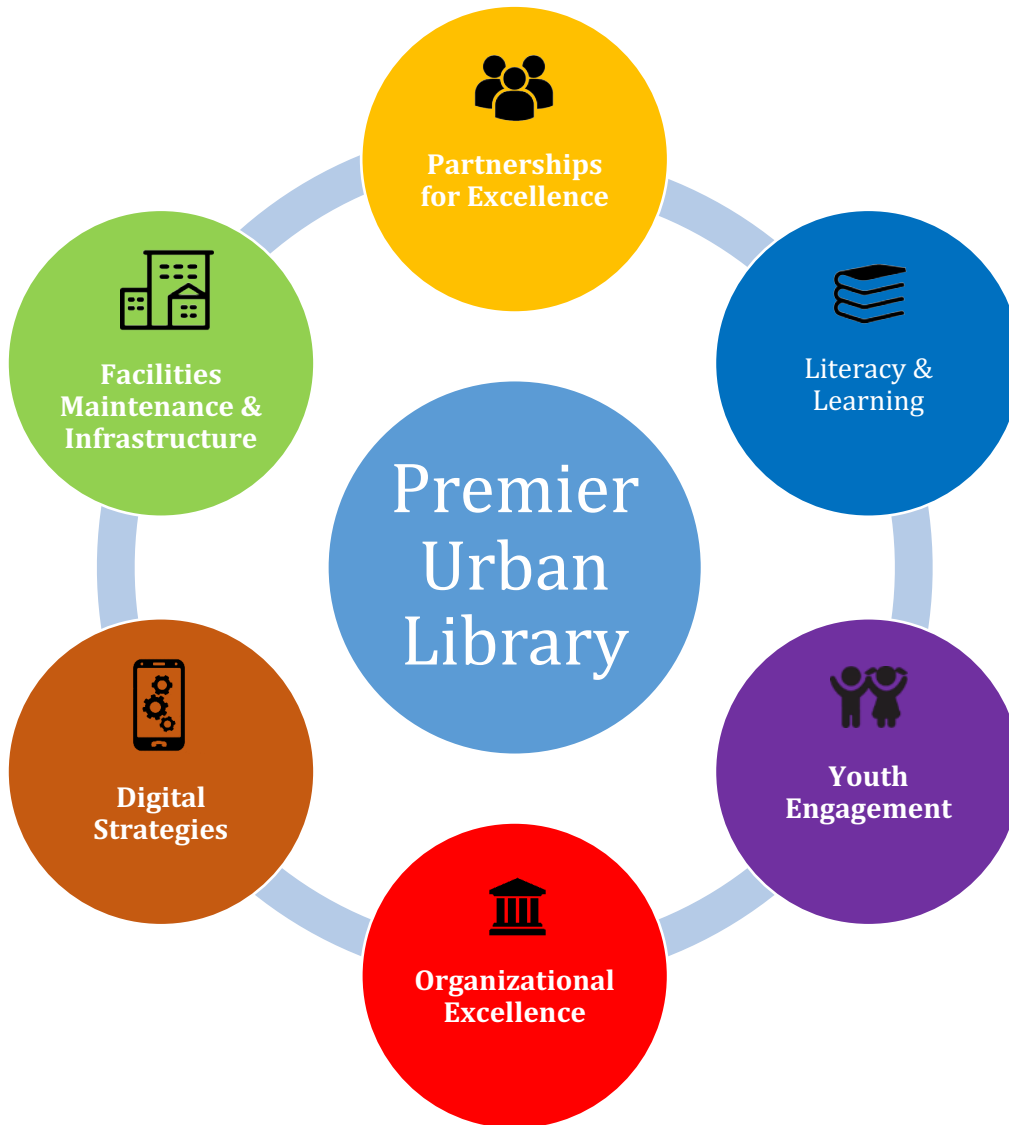 Partnerships
for Excellence
Literacy &
Learning
Youth
Engagement
Organizational
Excellence
Digital
Strategies
Facilities
Maintenance &
Infrastructure
Premier
Urban
Library